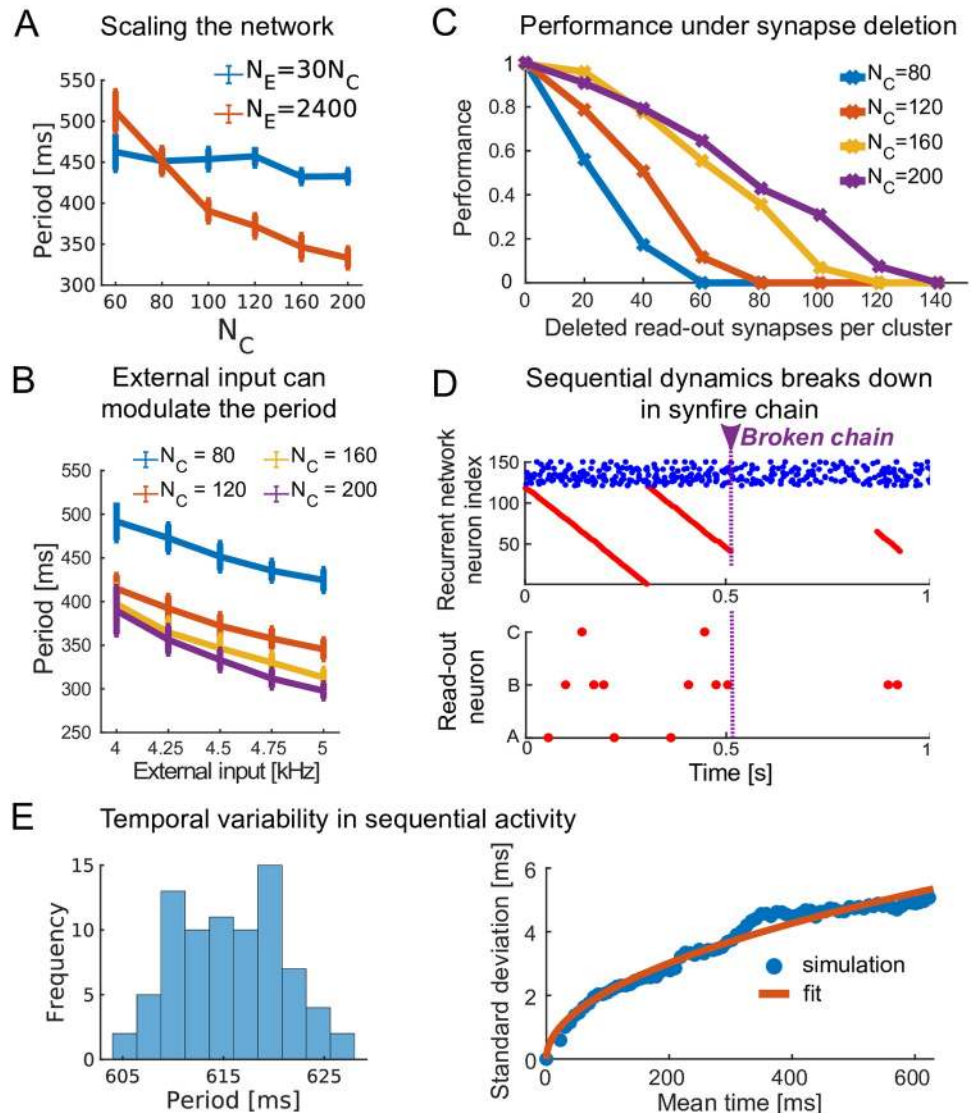 A
Scaling the network
N_E=30N_C
N_E=2400
550
500
450
400
350
300
Period [ms]
60 80 100 120 160 200
N_C
B
External input can
modulate the period
N_C = 80
N_C = 160
N_C = 120
N_C = 200
550
500
450
400
350
300
250
Period [ms]
4 4.25 4.5 4.75 5
External input [kHz]
C
Performance under synapse deletion
N_C=80
N_C=120
N_C=160
N_C=200
1
0.8
0.6
0.4
0.2
0
Performance
0 20 40 60 80 100 120 140
Deleted read-out synapses per cluster
D
Sequential dynamics breaks down
in synfire chain
Broken chain
150
100
50
Recurrent network
neuron index
0 0.5 1
C
B
A
Read-out
neuron
0.5 1
Time [s]
E
Temporal variability in sequential activity
15
10
5
0
Frequency
605 615 625
Period [ms]
6
4
2
0
Standard deviation [ms]
simulation
fit
0 200 400 600
Mean time [ms]